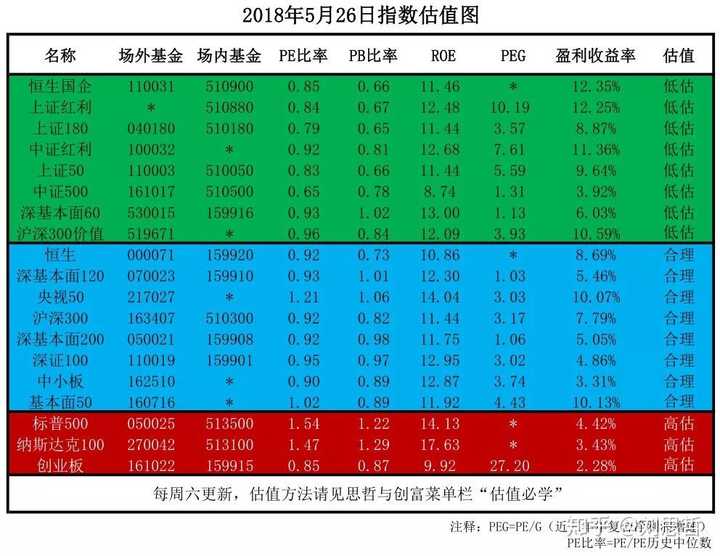 2018年5月26日指数估值图
名称 场外基金 场内基金 PE比率 PB比率 ROE PEG 盈利收益率 估值
恒生国企 110031 510900 0.85 0.66 11.46 * 12.35% 低估
上证红利 * 510880 0.84 0.67 12.48 10.19 12.25% 低估
上证180 040180 510180 0.79 0.65 11.44 3.57 8.87% 低估
中证红利 100032 * 0.92 0.81 12.68 7.61 11.36% 低估
上证50 110003 510050 0.83 0.66 11.44 5.59 9.64% 低估
中证500 161017 510500 0.65 0.78 8.74 1.31 3.92% 低估
深基本面60 530015 159916 0.93 1.02 13.00 1.13 6.03% 低估
沪深300价值 519671 * 0.96 0.84 12.09 3.93 10.59% 低估
恒生 000071 159920 0.92 0.73 10.86 * 8.69% 合理
深基本面120 070023 159910 0.93 1.01 12.30 1.03 5.46% 合理
央视50 217027 * 1.21 1.06 14.04 3.03 10.07% 合理
沪深300 163407 510300 0.92 0.82 11.44 3.17 7.79% 合理
深基本面200 050021 159908 0.92 0.98 11.75 1.06 5.05% 合理
深证100 110019 159901 0.95 0.97 12.95 3.02 4.86% 合理
中小板 162510 * 0.90 0.89 12.87 3.74 3.31% 合理
基本面50 160716 * 1.02 0.89 11.92 4.43 10.13% 合理
标普500 050025 513500 1.54 1.22 14.13 * 4.42% 高估
纳斯达克100 270042 513100 1.47 1.29 17.63 * 3.43% 高估
创业板 161022 159915 0.85 0.87 9.92 27.20 2.28% 高估
每周六更新，估值方法请见思哲与创富菜单栏“估值必学”
注释：PEG=PE/G（近
PE比率=PE/PE历史中位数
知乎